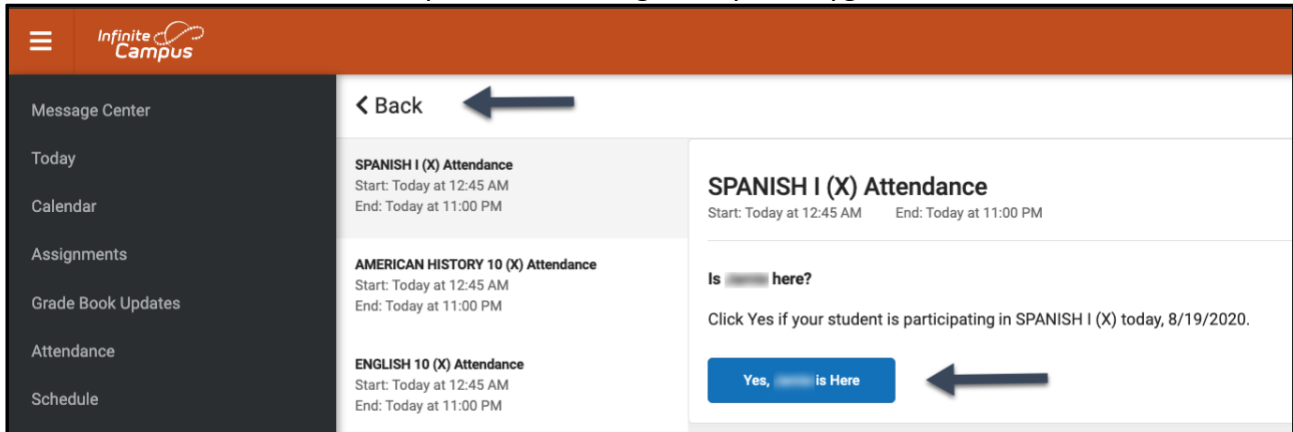 Infinite
Campus
Message Center
Today
Calendar
Assignments
Grade Book Updates
Attendance
Schedule
Back
SPANISH I (X) Attendance
Start: Today at 12:45 AM
End: Today at 11:00 PM
AMERICAN HISTORY 10 (X) Attendance
Start: Today at 12:45 AM
End: Today at 11:00 PM
ENGLISH 10 (X) Attendance
Start: Today at 12:45 AM
End: Today at 11:00 PM
SPANISH I (X) Attendance
Start: Today at 12:45 AM End: Today at 11:00 PM
Is here?
Click Yes if your student is participating in SPANISH I (X) today, 8/19/2020.
Yes, is Here